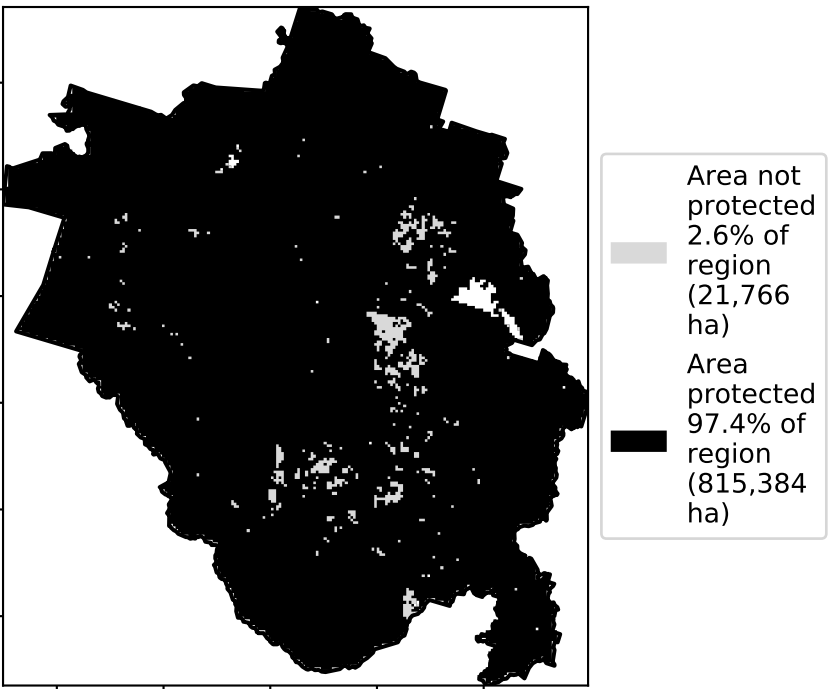 Area not
protected
2.6% of
region
(21,766
ha)
Area
protected
97.4% of
region
(815,384
ha)